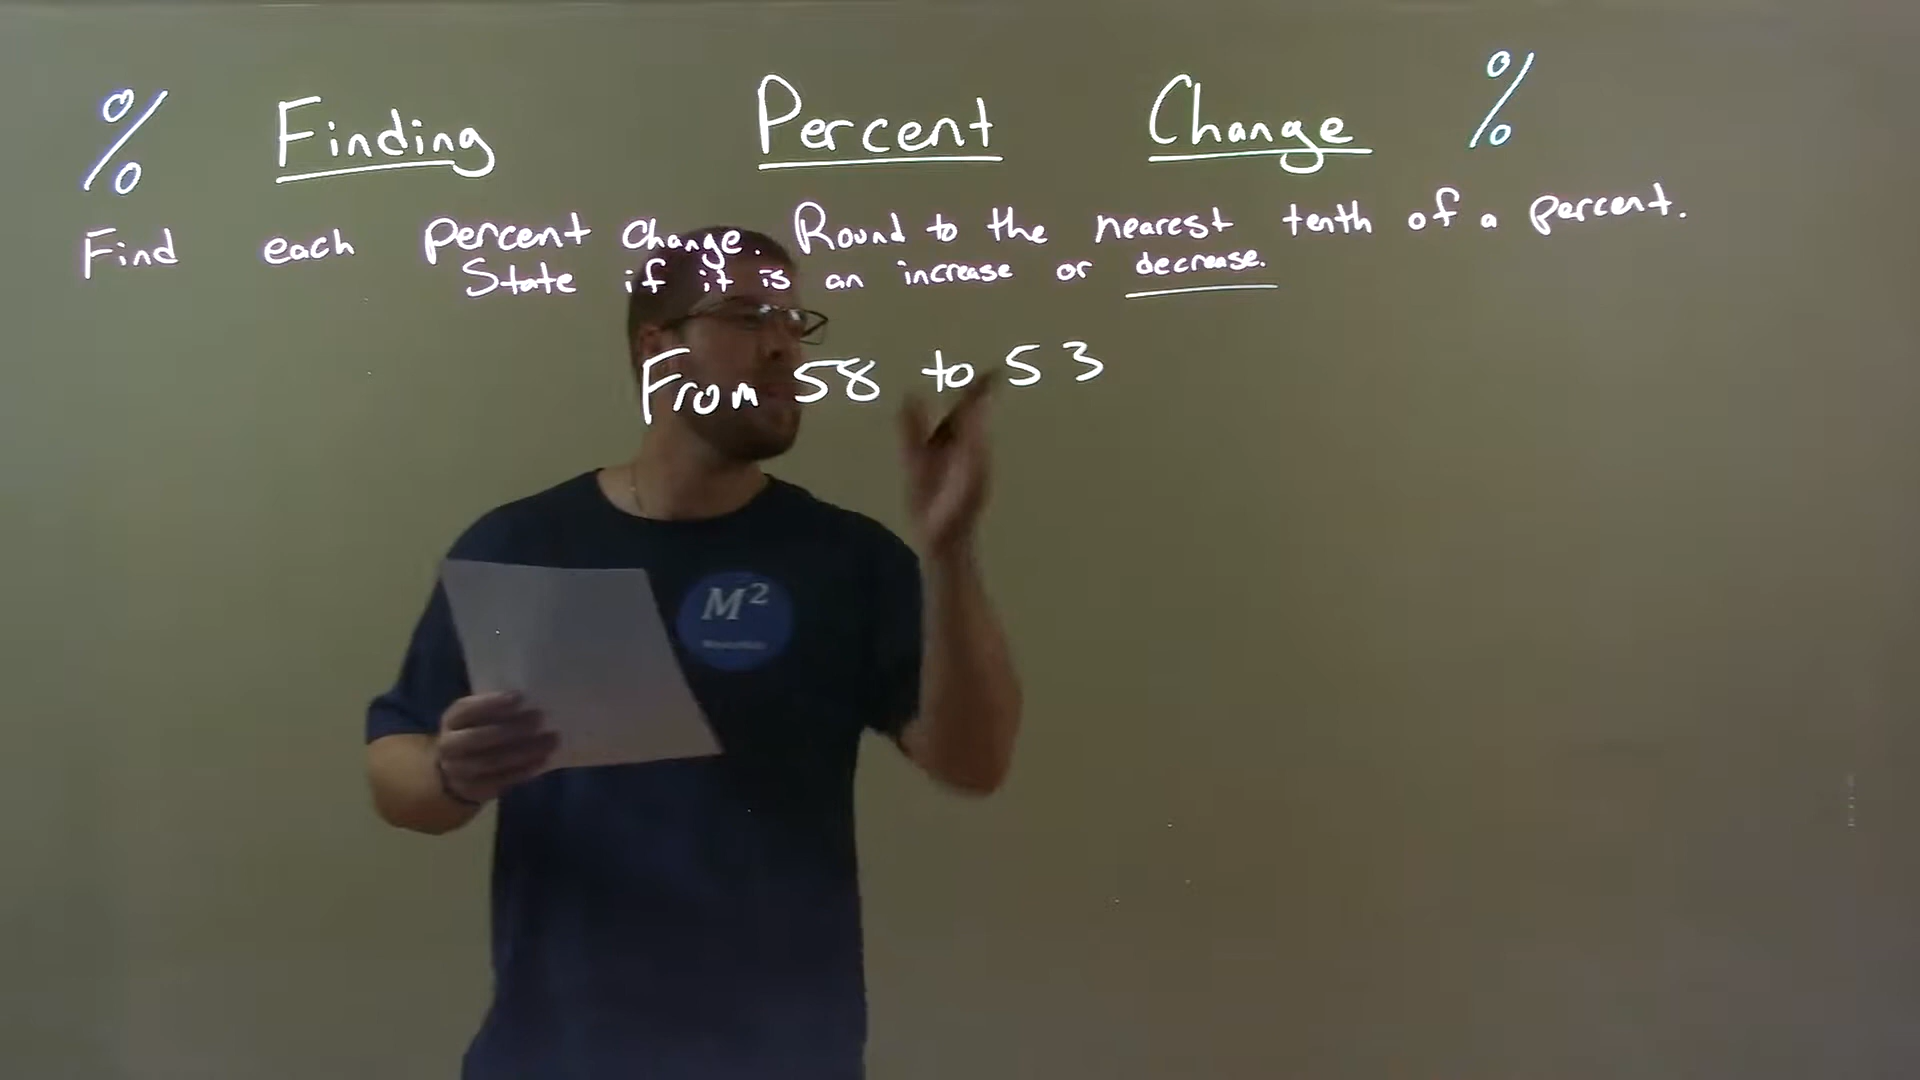 % Finding Percent Change %
Find each percent change. Round to the nearest tenth of a percent.
State if it is an increase or decrease.
From 58 to 53
M²